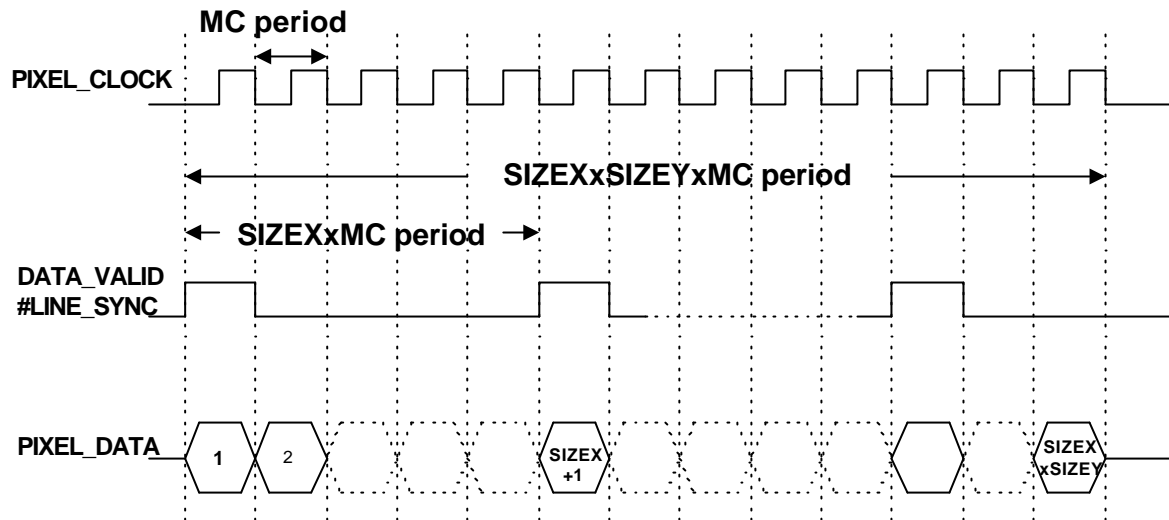 MC period
PIXEL_CLOCK
SIZEXxSIZEYxMC period
SIZEXxMC period
DATA_VALID
#LINE_SYNC
PIXEL_DATA
1
2
SIZEX
+1
SIZEX
xSIZEY